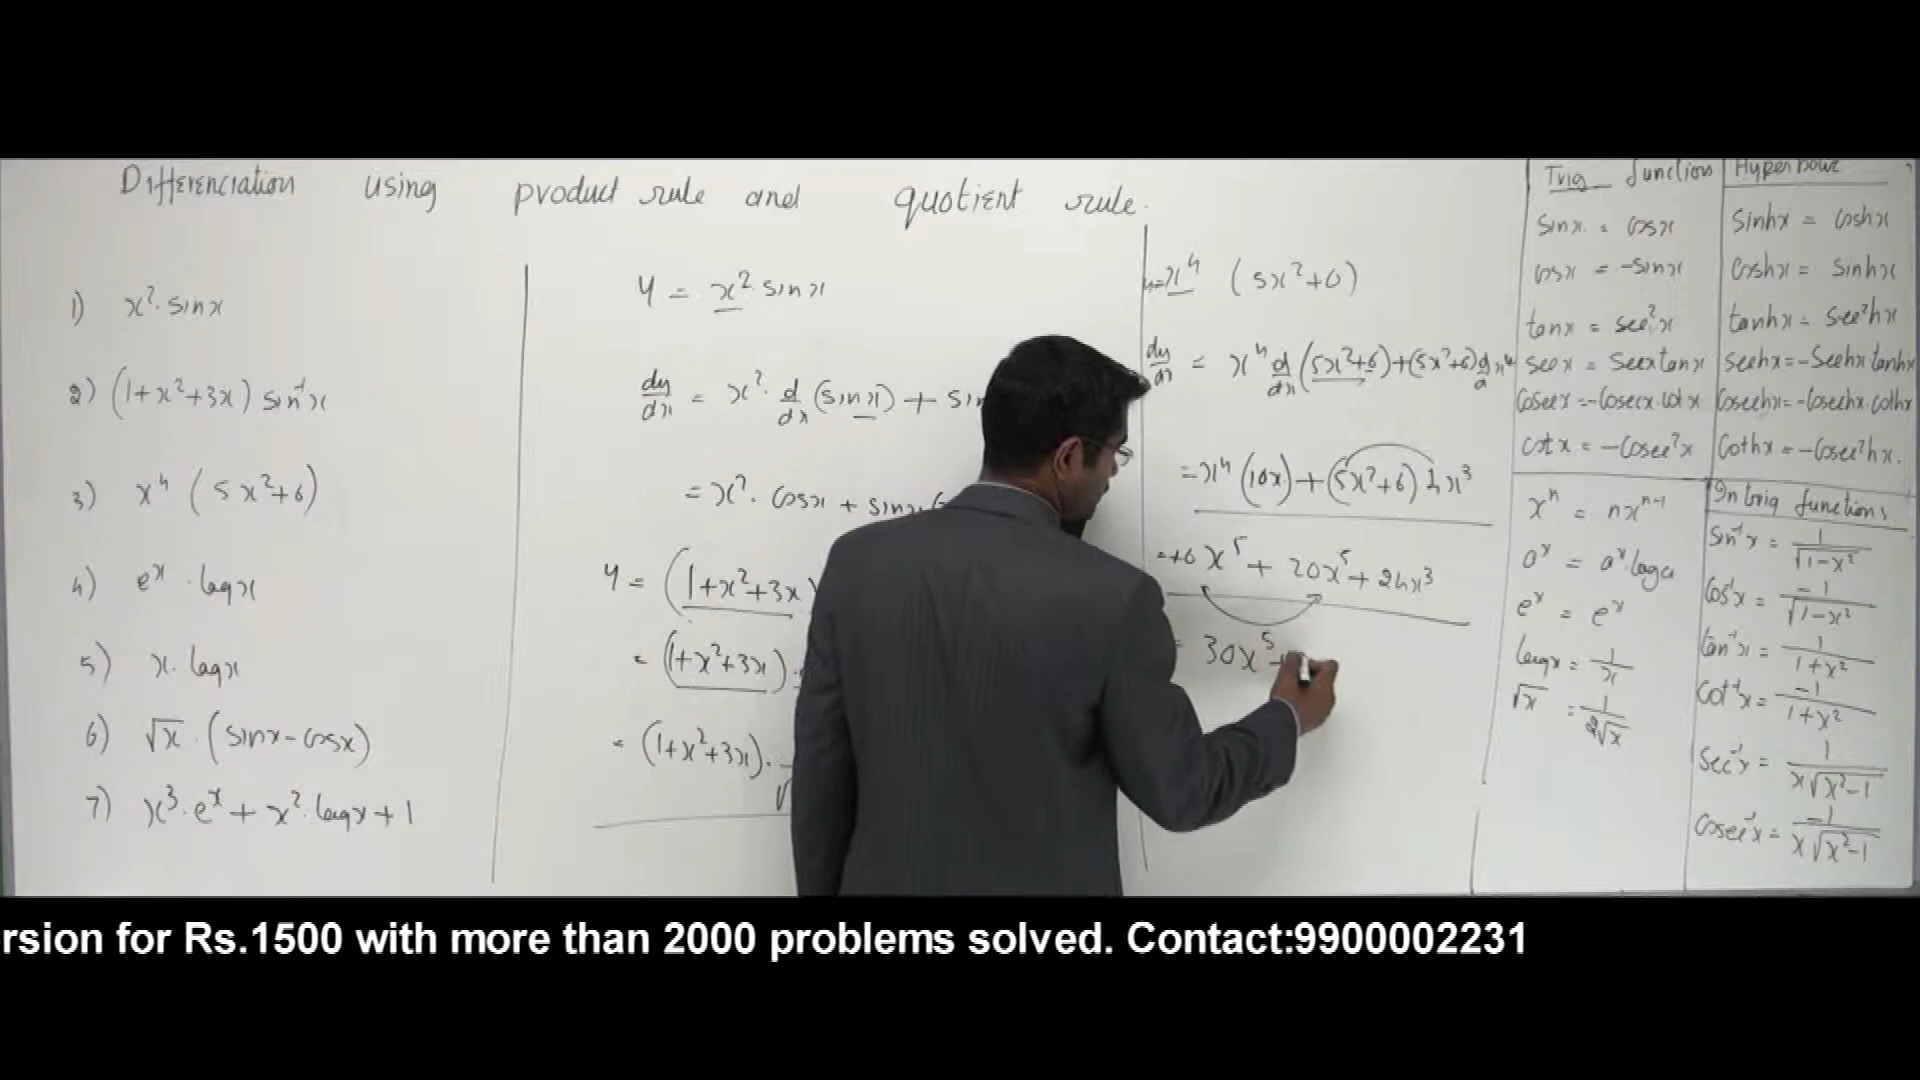 Differenciation using product rule and quotient rule.
1) x². sinx
2) (1+x²+3x) sin⁻¹x
3) x⁴ (5x²+6)
4) eˣ . logx
5) x. logx
6) √x . (sinx-cosx)
7) x³. eˣ + x². logx + 1
y = x². sinx
dy/dx = x². d/dx (sinx) + sin
= x². cosx + sinx
y = (1+x²+3x)
= (1+x²+3x) .
= (1+x²+3x) .
y=x⁴ (5x²+6)
dy/dx = x⁴ d/dx (5x²+6)+(5x²+6) d/d x⁴
= x⁴ (10x) + (5x²+6) 4x³
= 10x⁵ + 20x⁵ + 24x³
= 30x⁵ +
Trig function
sinx = cosx
cosx = -sinx
tanx = sec²x
secx = secxtanx
cosecx = -cosecx.cotx
cotx = -cosec²x
Hyperbolic
sinhx = coshx
coshx = sinhx
tanhx = sec²hx
sechx = -sechx.tanhx
cosechx = -cosechx.cothx
cothx = -cosec²hx.
xⁿ = nxⁿ⁻¹
aˣ = aˣ.loga
eˣ = eˣ
logx = 1/x
√x = 1/2√x
In trig functions
sin⁻¹x = 1/√1-x²
cos⁻¹x = -1/√1-x²
tan⁻¹x = 1/1+x²
cot⁻¹x = -1/1+x²
sec⁻¹x = 1/x√x²-1
cosec⁻¹x = -1/x√x²-1
rsion for Rs.1500 with more than 2000 problems solved. Contact:9900002231